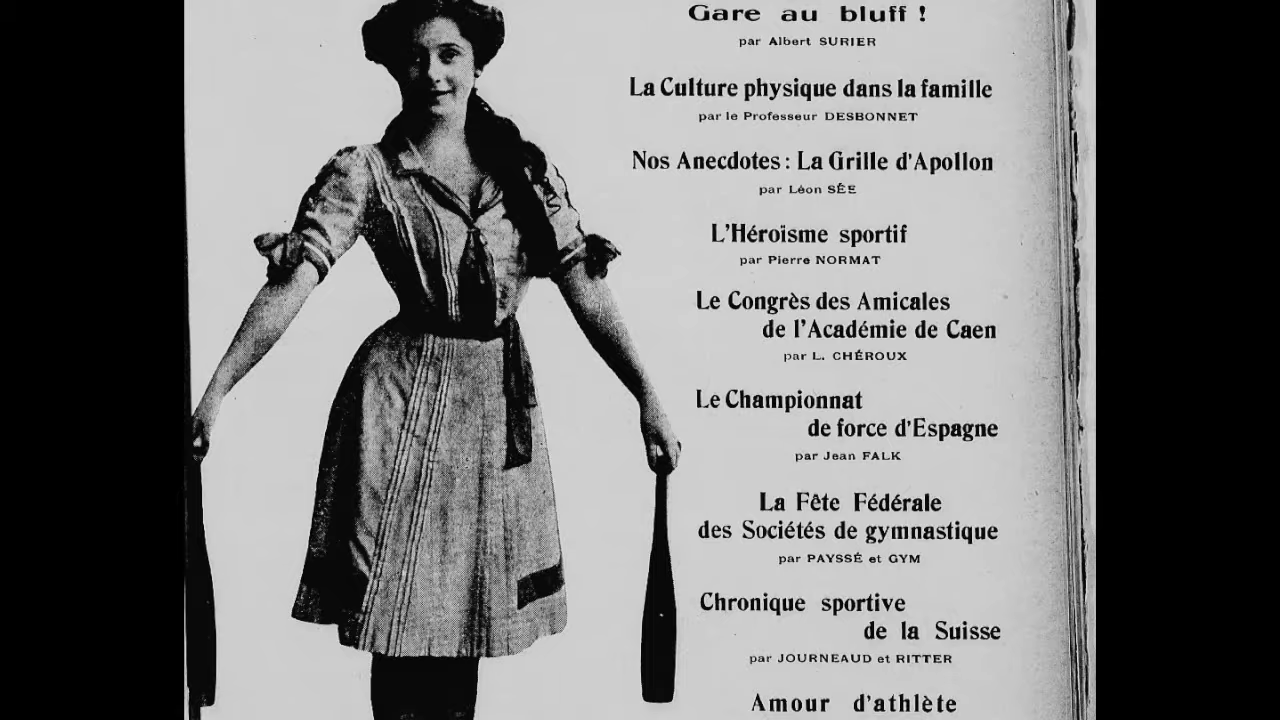 Gare au bluff !
par Albert SURIER
La Culture physique dans la famille
par le Professeur DESBONNET
Nos Anecdotes : La Grille d'Apollon
par Léon SÉE
L'Héroïsme sportif
par Pierre NORMAT
Le Congrès des Amicales
de l'Académie de Caen
par L. CHÉROUX
Le Championnat
de force d'Espagne
par Jean FALK
La Fête Fédérale
des Sociétés de gymnastique
par PAYSSÉ et GYM
Chronique sportive
de la Suisse
par JOURNEAUD et RITTER
Amour d'athlète